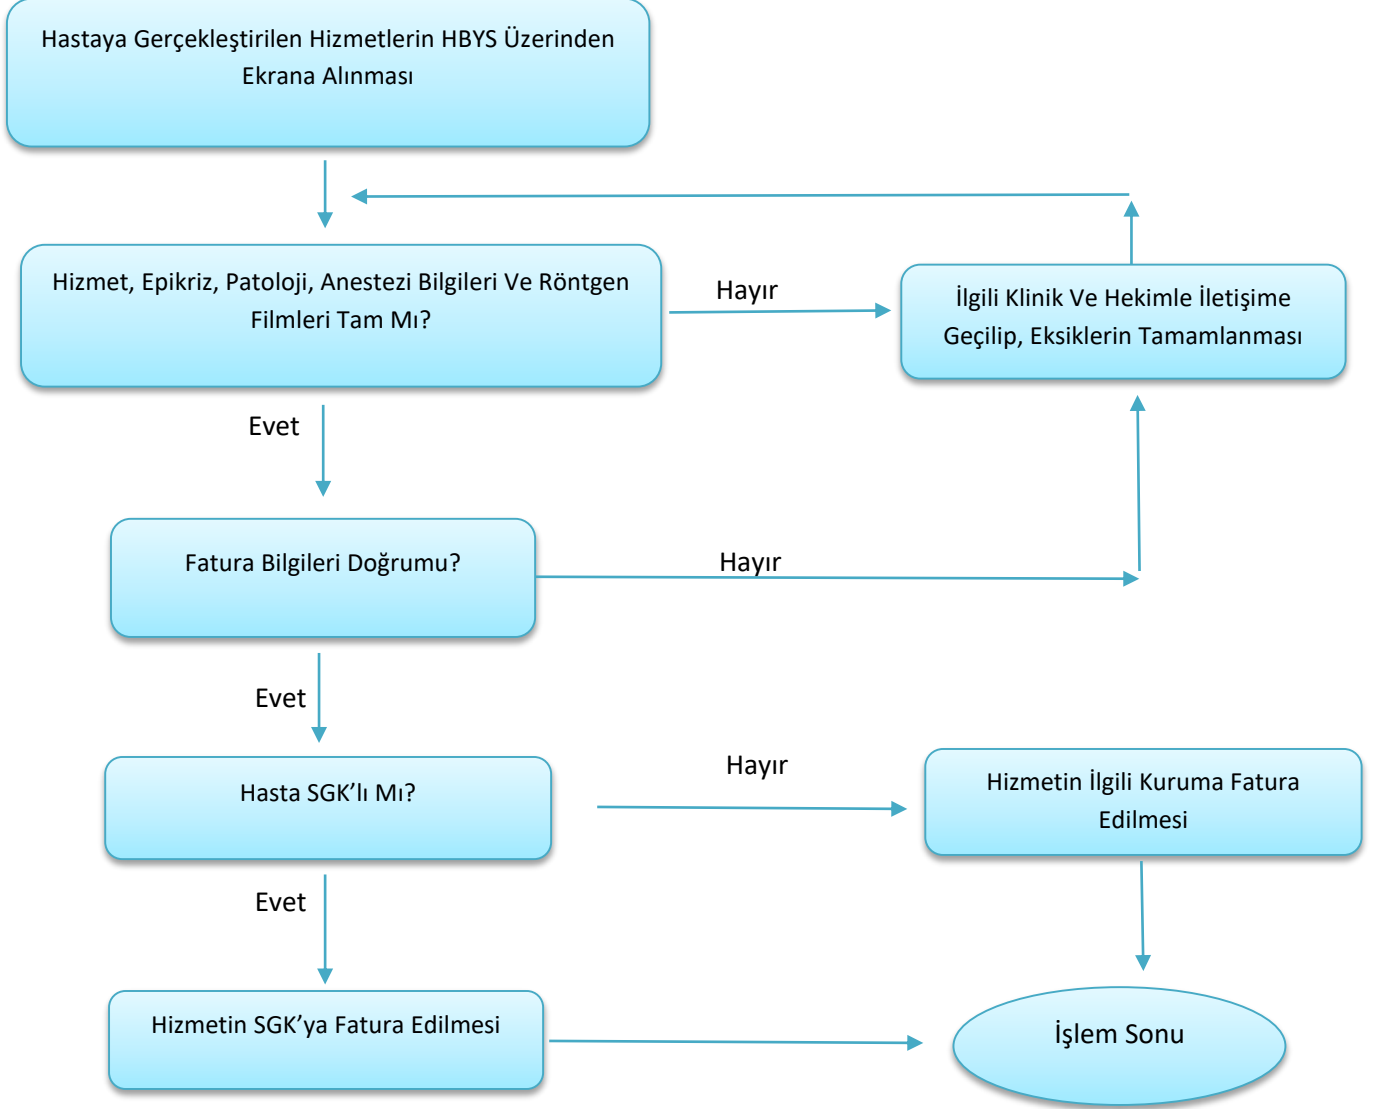 Hastaya Gerçekleştirilen Hizmetlerin HBYS Üzerinden
Ekrana Alınması
Hizmet, Epikriz, Patoloji, Anestezi Bilgileri Ve Röntgen
Filmleri Tam Mı?
Hayır
İlgili Klinik Ve Hekimle İletişime
Geçilip, Eksiklerin Tamamlanması
Evet
Fatura Bilgileri Doğrumu?
Hayır
Evet
Hasta SGK’lı Mı?
Hayır
Hizmetin İlgili Kuruma Fatura
Edilmesi
Evet
Hizmetin SGK’ya Fatura Edilmesi
İşlem Sonu